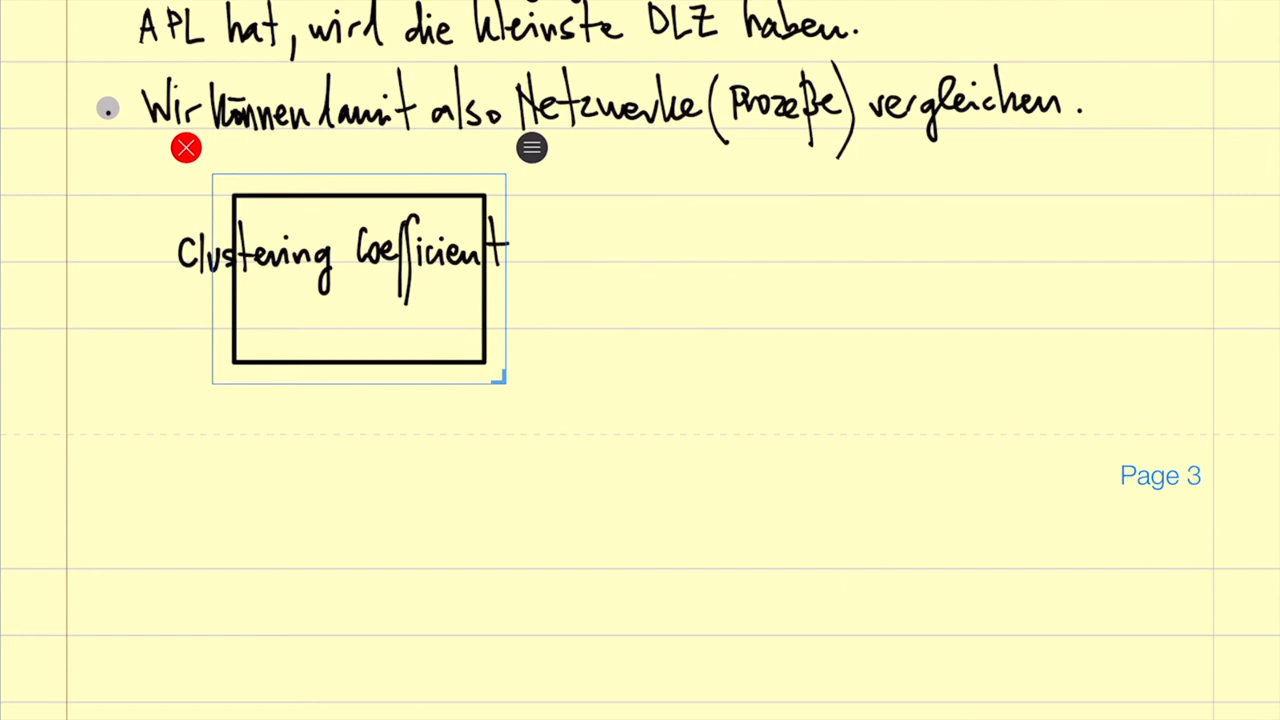 APL hat, wird die kleinste DLZ haben.
. Wir können damit also Netzwerke (Prozeße) vergleichen.
Clustering Coefficient
Page 3